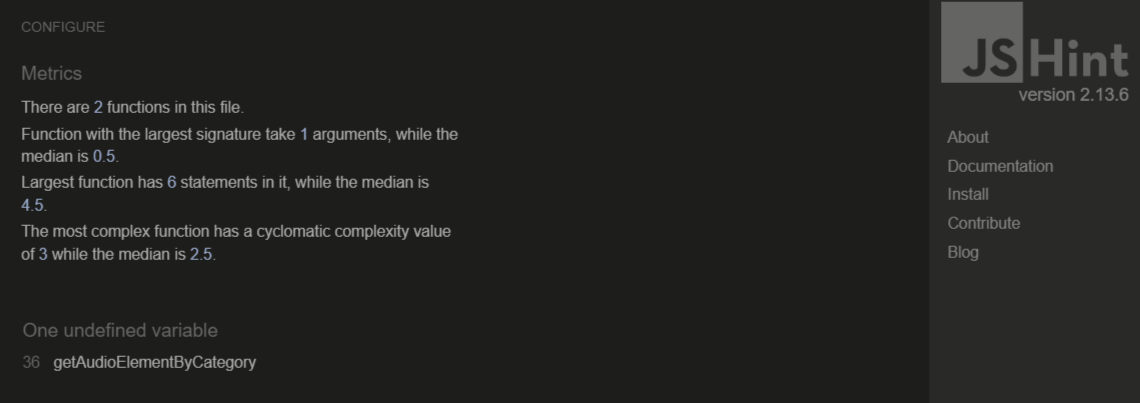 CONFIGURE
Metrics
There are 2 functions in this file.
Function with the largest signature take 1 arguments, while the
median is 0.5.
Largest function has 6 statements in it, while the median is
4.5.
The most complex function has a cyclomatic complexity value
of 3 while the median is 2.5.
One undefined variable
36 getAudioElementByCategory
JSHint
version 2.13.6
About
Documentation
Install
Contribute
Blog